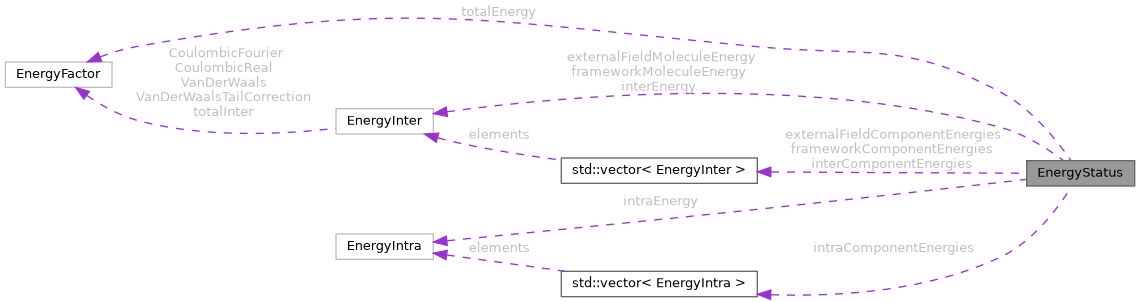 totalEnergy
EnergyFactor
CoulombicFourier
CoulombicReal
VanDerWaals
VanDerWaalsTailCorrection
totalInter
externalFieldMoleculeEnergy
frameworkMoleculeEnergy
interEnergy
EnergyInter
elements
externalFieldComponentEnergies
frameworkComponentEnergies
interComponentEnergies
std::vector< EnergyInter >
EnergyStatus
intraEnergy
EnergyIntra
elements
intraComponentEnergies
std::vector< EnergyIntra >